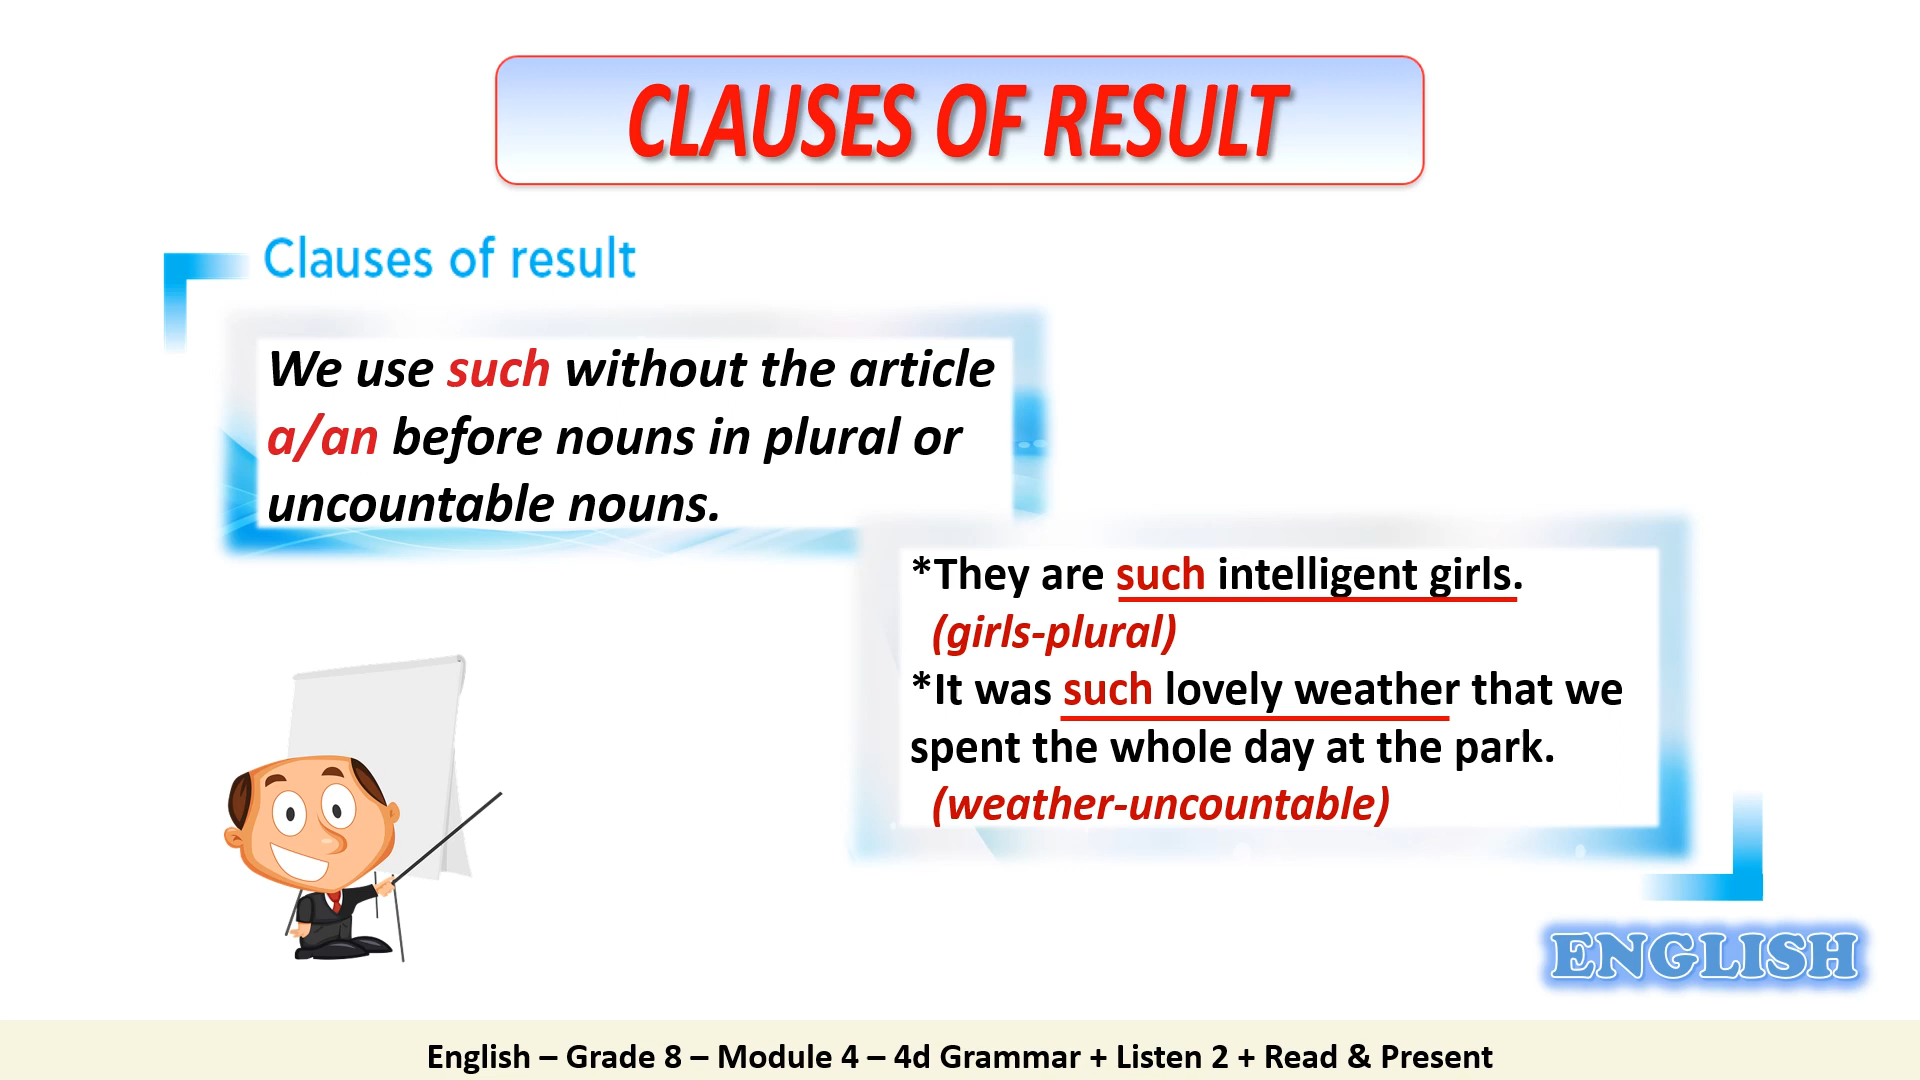 CLAUSES OF RESULT
Clauses of result
We use such without the article
a/an before nouns in plural or
uncountable nouns.
*They are such intelligent girls.
(girls-plural)
*It was such lovely weather that we
spent the whole day at the park.
(weather-uncountable)
ENGLISH
English – Grade 8 – Module 4 – 4d Grammar + Listen 2 + Read & Present